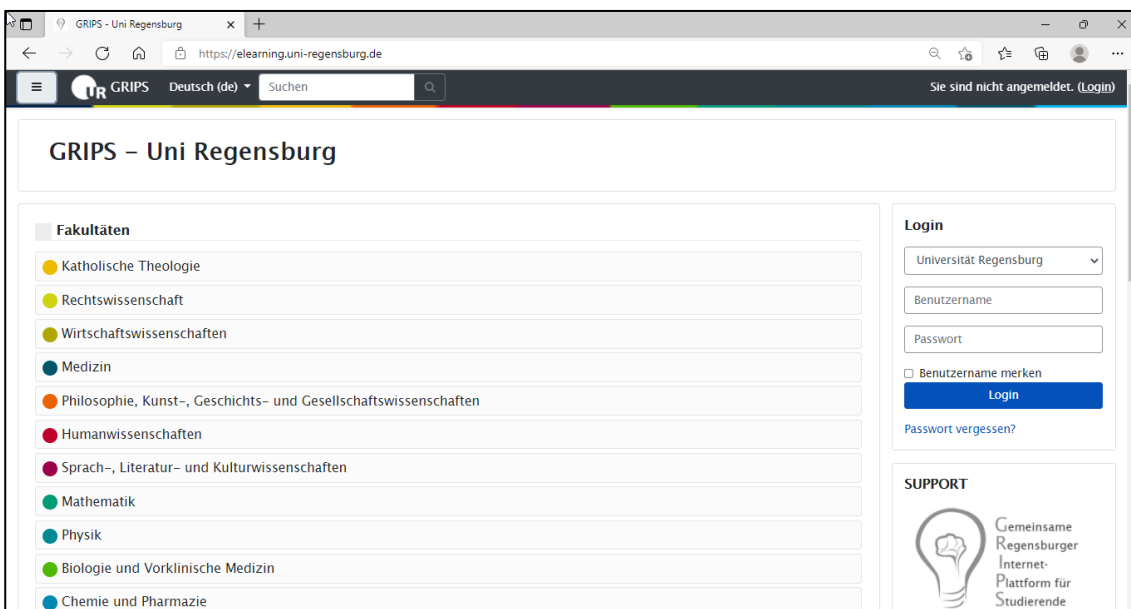 GRIPS - Uni Regensburg
https://elearning.uni-regensburg.de
UR GRIPS Deutsch (de) Suchen Sie sind nicht angemeldet. (Login)
GRIPS – Uni Regensburg
Fakultäten
Katholische Theologie
Rechtswissenschaft
Wirtschaftswissenschaften
Medizin
Philosophie, Kunst-, Geschichts- und Gesellschaftswissenschaften
Humanwissenschaften
Sprach-, Literatur- und Kulturwissenschaften
Mathematik
Physik
Biologie und Vorklinische Medizin
Chemie und Pharmazie
Login
Universität Regensburg
Benutzername
Passwort
Benutzername merken
Login
Passwort vergessen?
SUPPORT
Gemeinsame
Regensburger
Internet-
Plattform für
Studierende